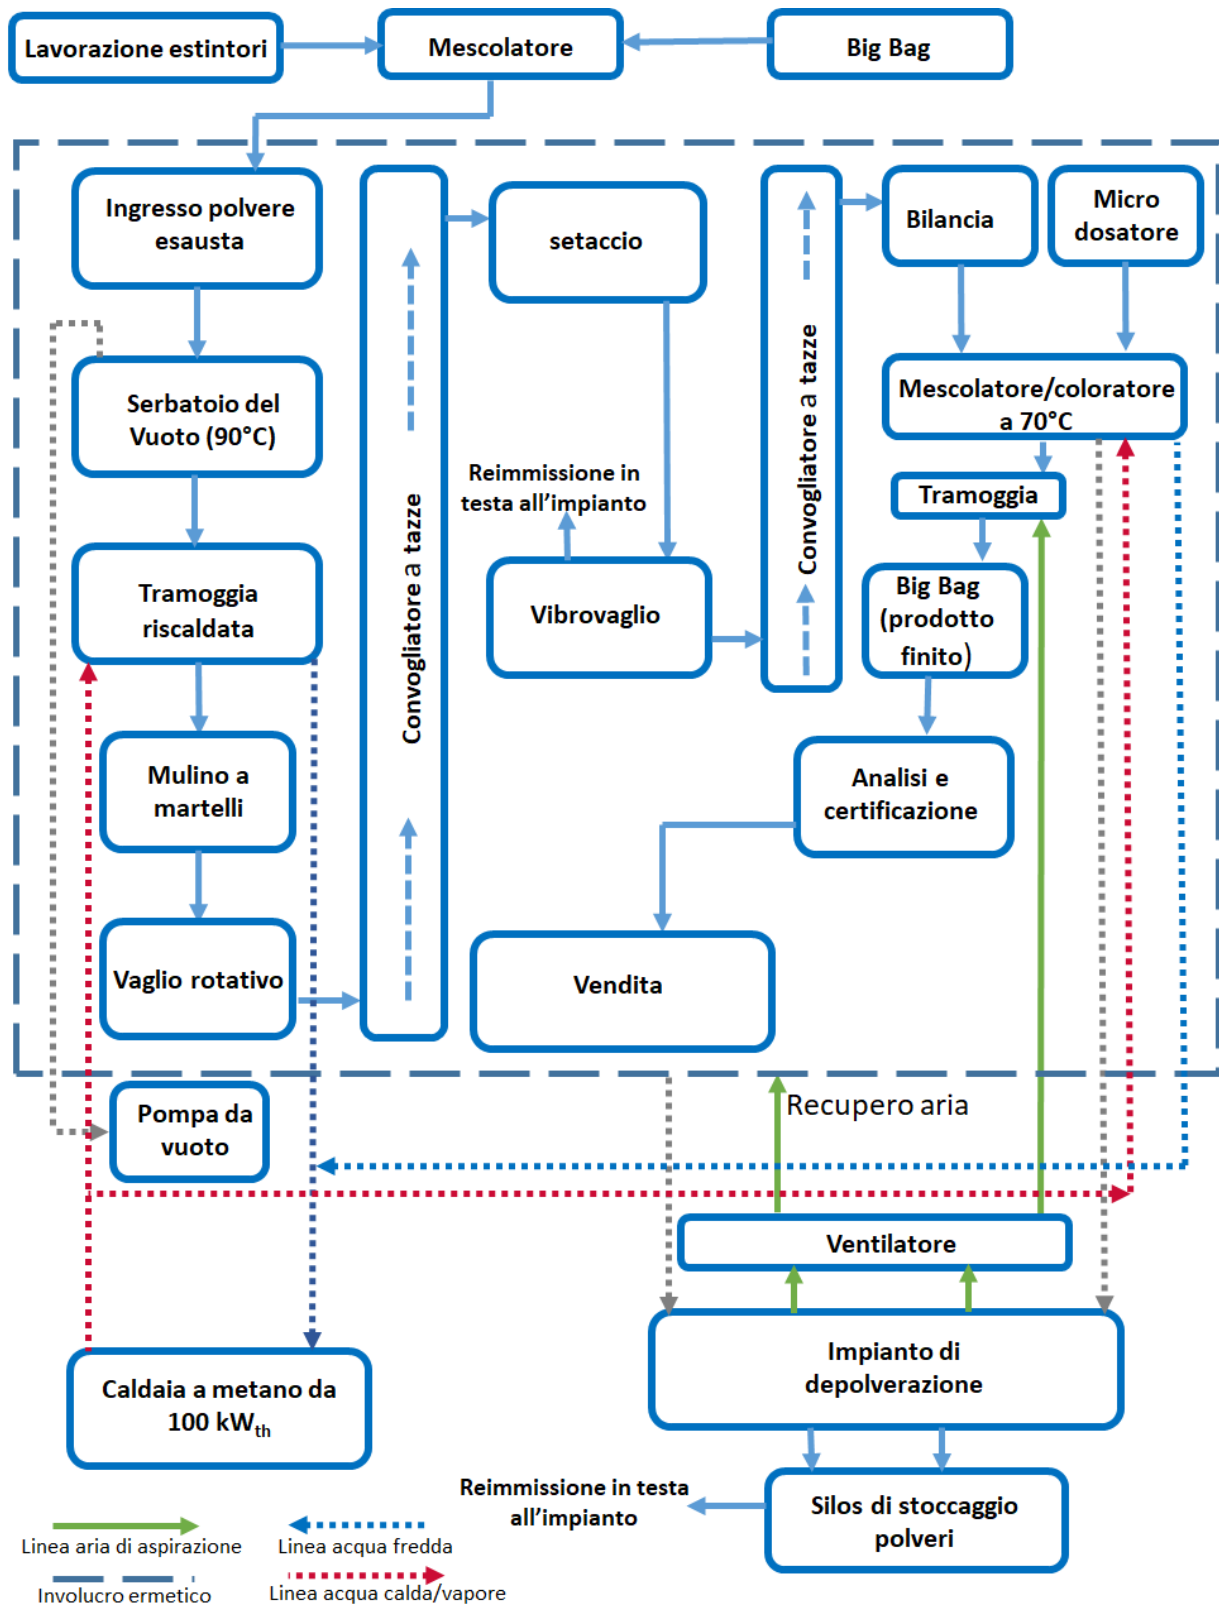 Lavorazione estintori
Mescolatore
Big Bag
Ingresso polvere
esausta
Serbatoio del
Vuoto (90°C)
Tramoggia
riscaldata
Mulino a
martelli
Vaglio rotativo
Convogliatore a tazze
setaccio
Reimmissione in
testa all'impianto
Vibrovaglio
Convogliatore a tazze
Bilancia
Micro
dosatore
Mescolatore/coloratore
a 70°C
Tramoggia
Big Bag
(prodotto
finito)
Analisi e
certificazione
Vendita
Pompa da
vuoto
Recupero aria
Ventilatore
Caldaia a metano da
100 kWth
Impianto di
depolverazione
Reimmissione in testa
all'impianto
Silos di stoccaggio
polveri
Linea aria di aspirazione
Linea acqua fredda
Involucro ermetico
Linea acqua calda/vapore